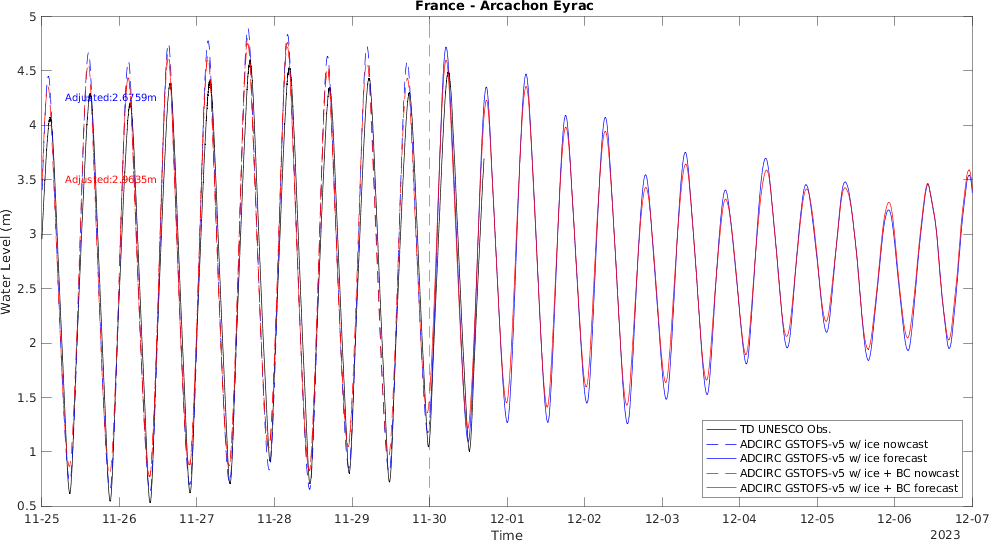 France - Arcachon Eyrac
Water Level (m)
5
4.5
4
3.5
3
2.5
2
1.5
1
0.5
Adjusted:2.6759m
Adjusted:2.9635m
TD UNESCO Obs.
ADCIRC GSTOFS-v5 w/ ice nowcast
ADCIRC GSTOFS-v5 w/ ice forecast
ADCIRC GSTOFS-v5 w/ ice + BC nowcast
ADCIRC GSTOFS-v5 w/ ice + BC forecast
11-25 11-26 11-27 11-28 11-29 11-30 12-01 12-02 12-03 12-04 12-05 12-06 12-07
Time
2023